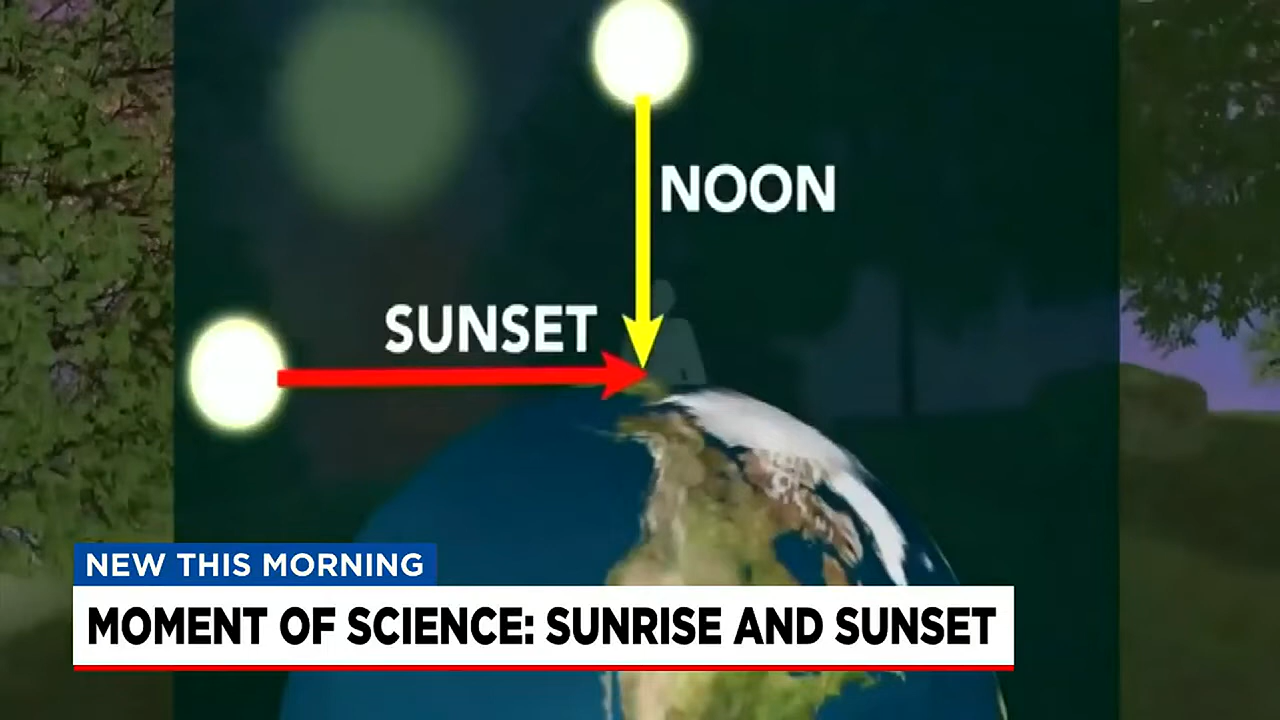 NOON
SUNSET
NEW THIS MORNING
MOMENT OF SCIENCE: SUNRISE AND SUNSET